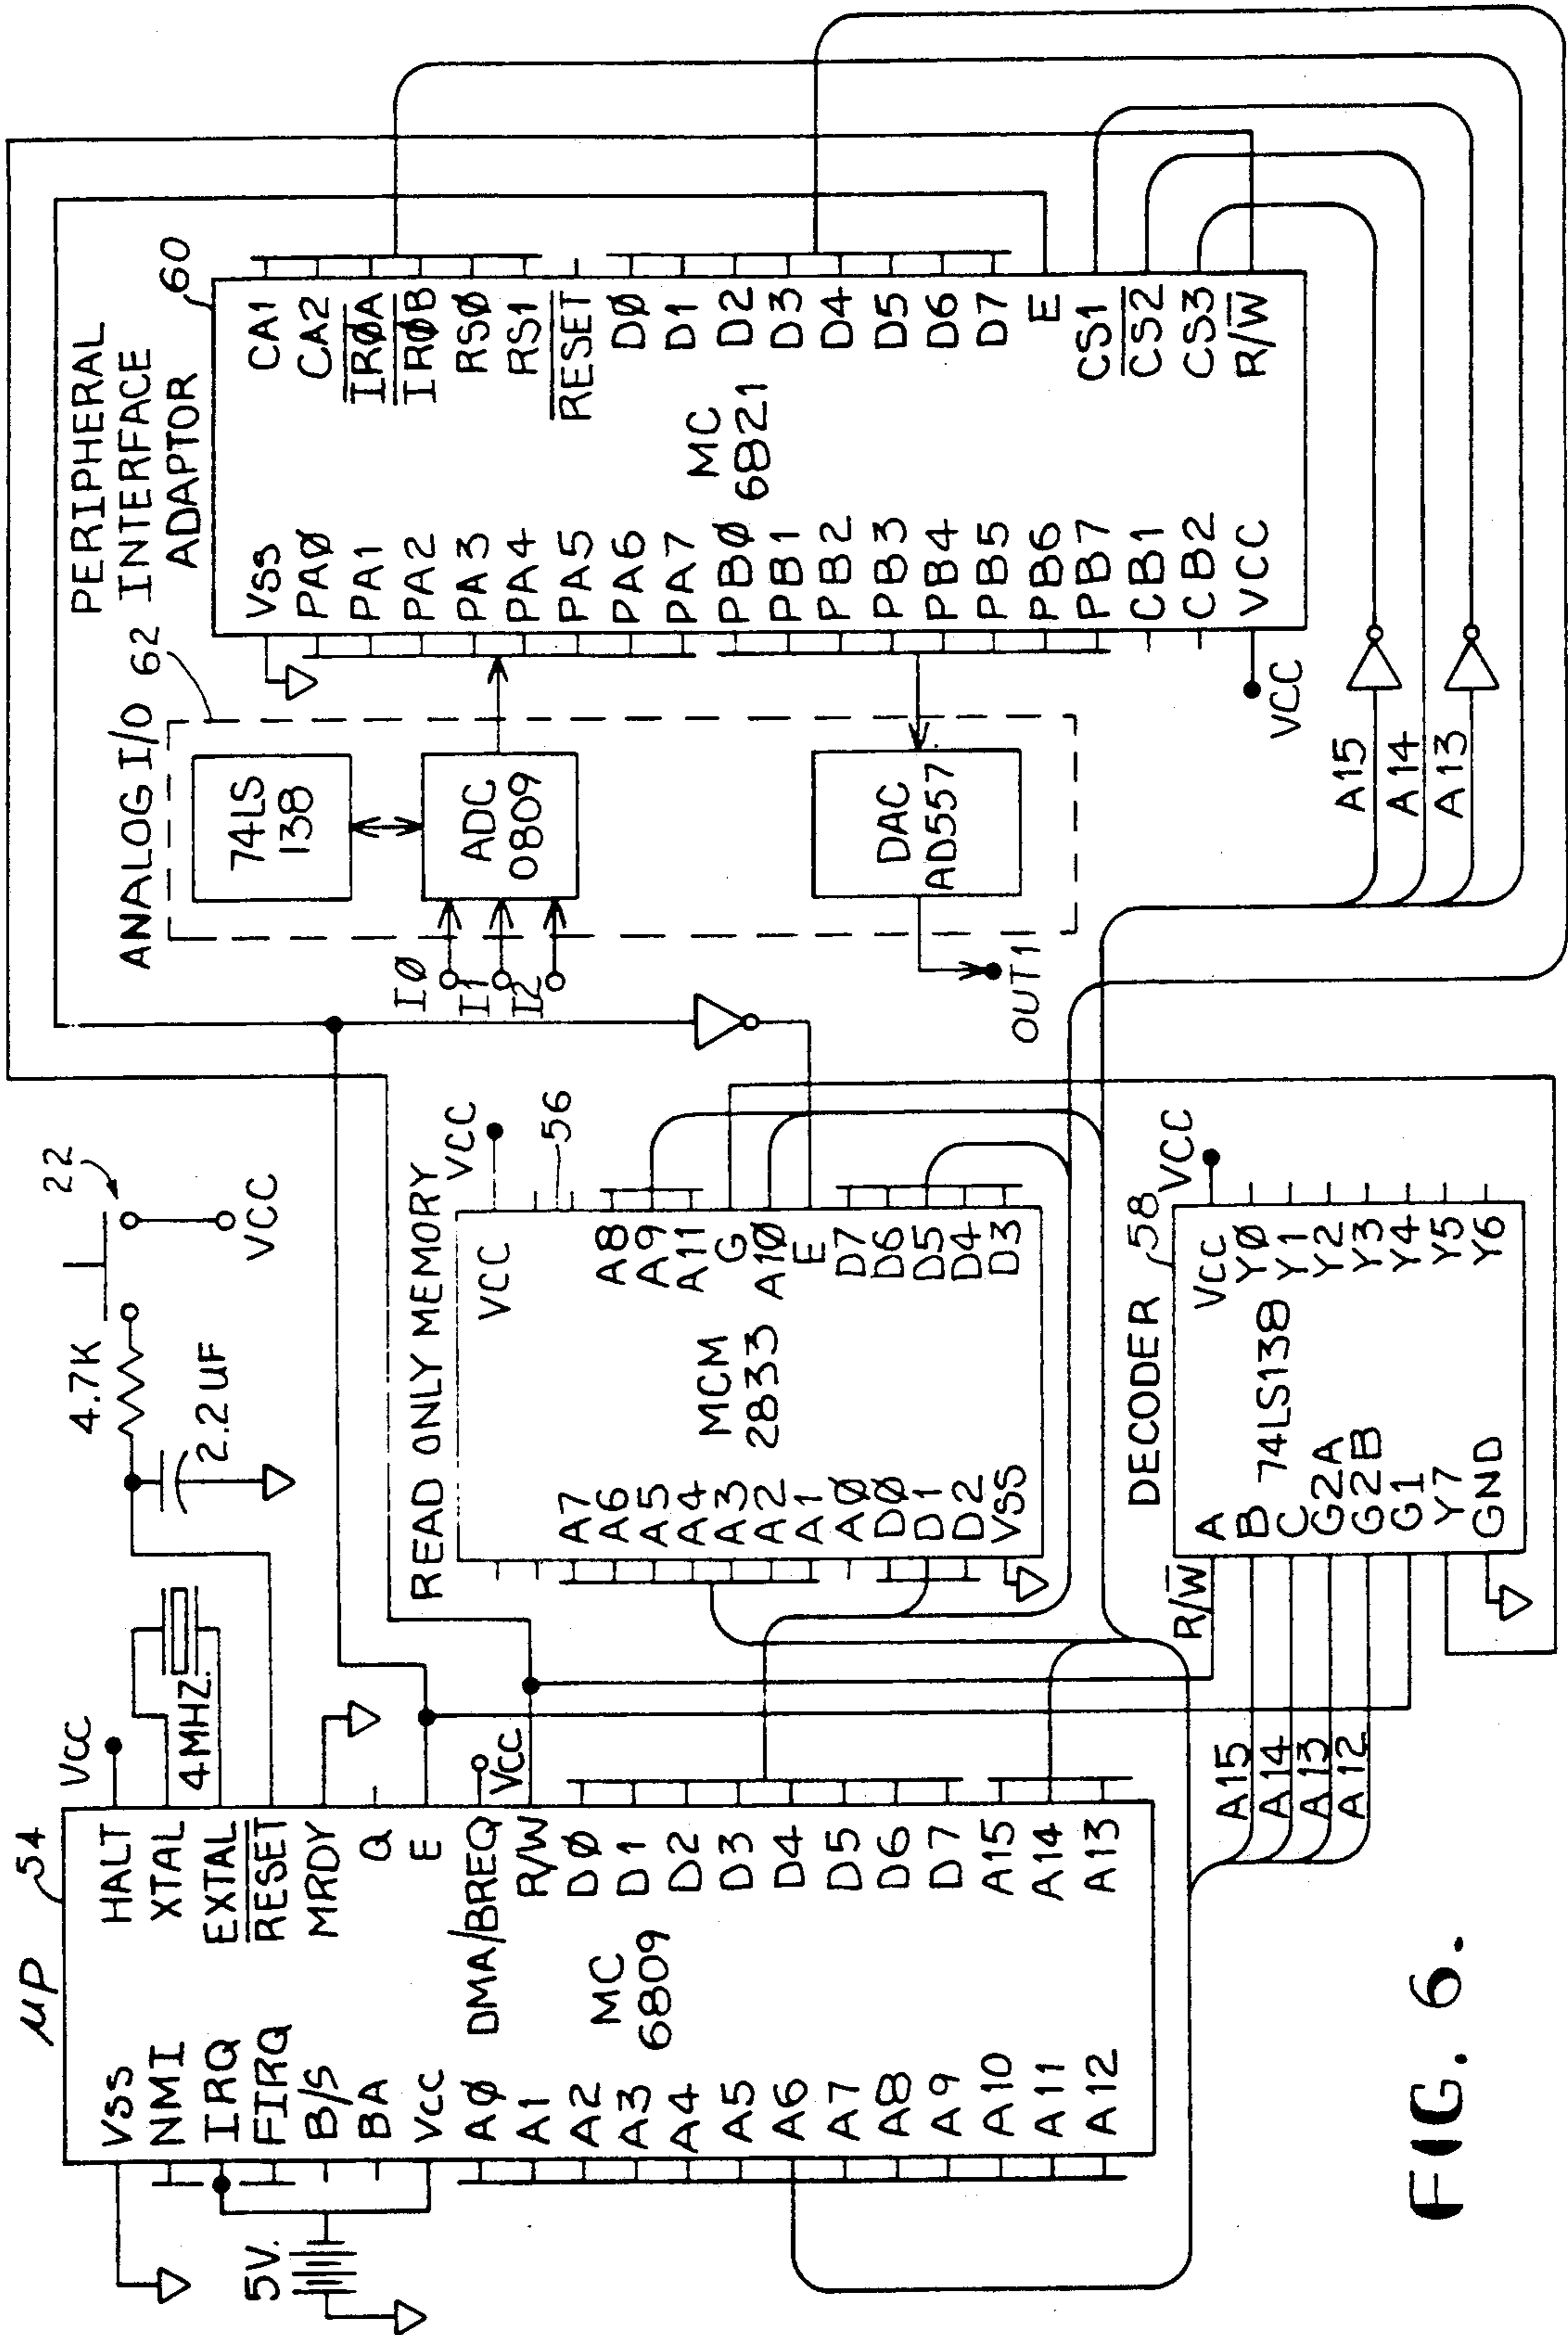 µP
54
VSS
NMI
IRQ
FIRQ
B/S
BA
VCC
AØ
A1
A2
A3
A4
A5
A6
A7
A8
A9
A10
A11
A12
HALT
XTAL
EXTAL
RESET
MRDY
Q
E
DMA/BREQ
R/W
DØ
D1
D2
D3
D4
D5
D6
D7
A15
A14
A13
MC
6809
5V.
VCC
4MHZ.
VCC
4.7K
2.2UF
22
VCC
READ ONLY MEMORY
VCC
56
VCC
A7
A6
A5
A4
A3
A2
A1
AØ
DØ
D1
D2
VSS
MCM
2833
A8
A9
A11
G
A1Ø
E
D7
D6
D5
D4
D3
DECODER
58
VCC
R/W
A15
A14
A13
A12
A
B
C
G2A
G2B
G1
Y7
GND
74LS138
VCC
YØ
Y1
Y2
Y3
Y4
Y5
Y6
ANALOG I/O 62
74LS
138
ADC
0809
DAC
AD557
IØ
I1
I2
OUT1
PERIPHERAL
INTERFACE
ADAPTOR
60
VSS
PAØ
PA1
PA2
PA3
PA4
PA5
PA6
PA7
PBØ
PB1
PB2
PB3
PB4
PB5
PB6
PB7
CB1
CB2
VCC
VCC
MC
6821
CA1
CA2
IRØA
IRØB
RSØ
RS1
RESET
DØ
D1
D2
D3
D4
D5
D6
D7
E
CS1
CS2
CS3
R/W
A15
A14
A13
FIG. 6.